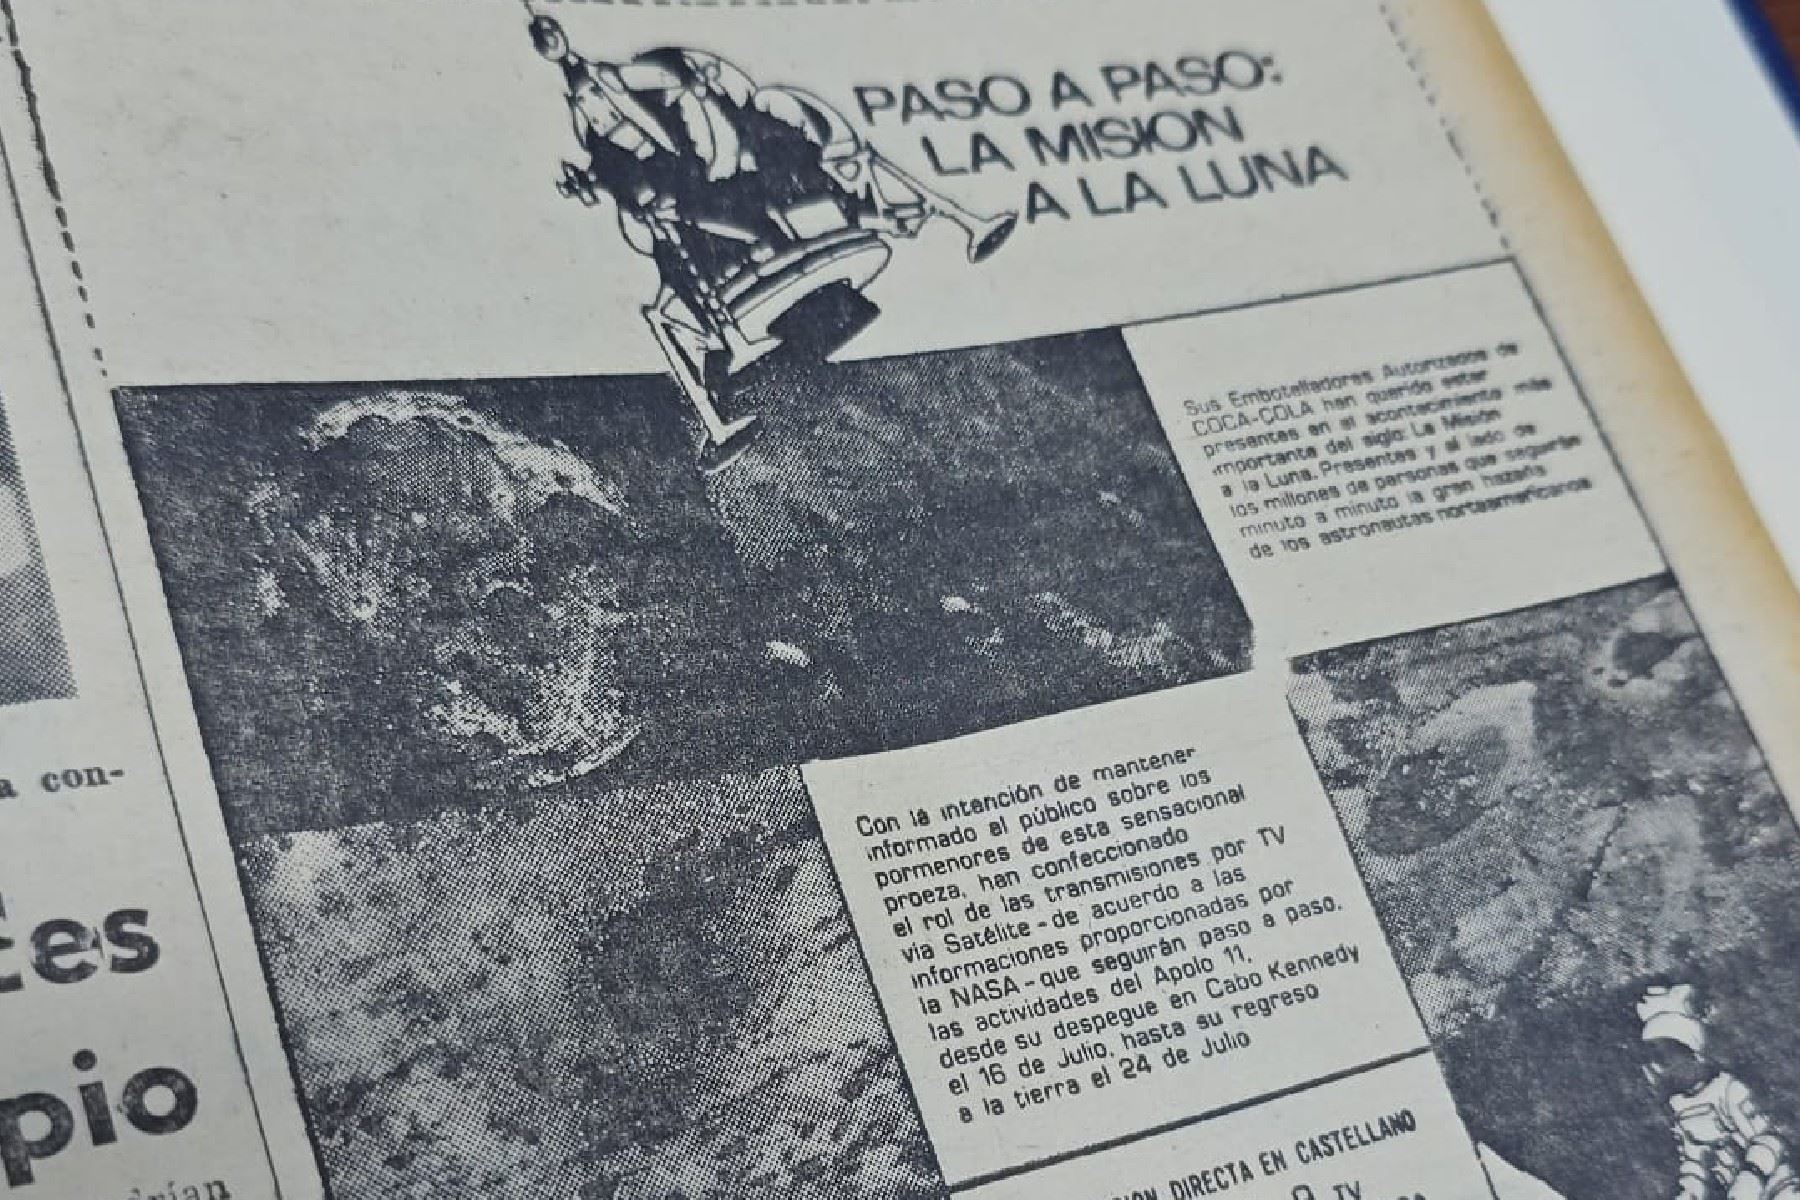 PASO A PASO:
LA MISION
A LA LUNA
Sus Embotelladores Autorizados de
COCA-COLA han querido estar
presentes en el acontecimiento más
importante del siglo: La Misión
a la Luna. Presentes y al lado de
los millones de personas que seguirán
minuto a minuto la gran hazaña
de los astronautas norteamericanos
Con la intención de mantener
informado al público sobre los
pormenores de esta sensacional
proeza, han confeccionado
el rol de las transmisiones por TV
via Satélite - de acuerdo a las
informaciones proporcionadas por
la NASA - que seguirán paso a paso,
las actividades del Apolo 11,
desde su despegue en Cabo Kennedy
el 16 de Julio, hasta su regreso
a la tierra el 24 de Julio
DIRECTA EN CASTELLANO
TV
a con-
tes
pio